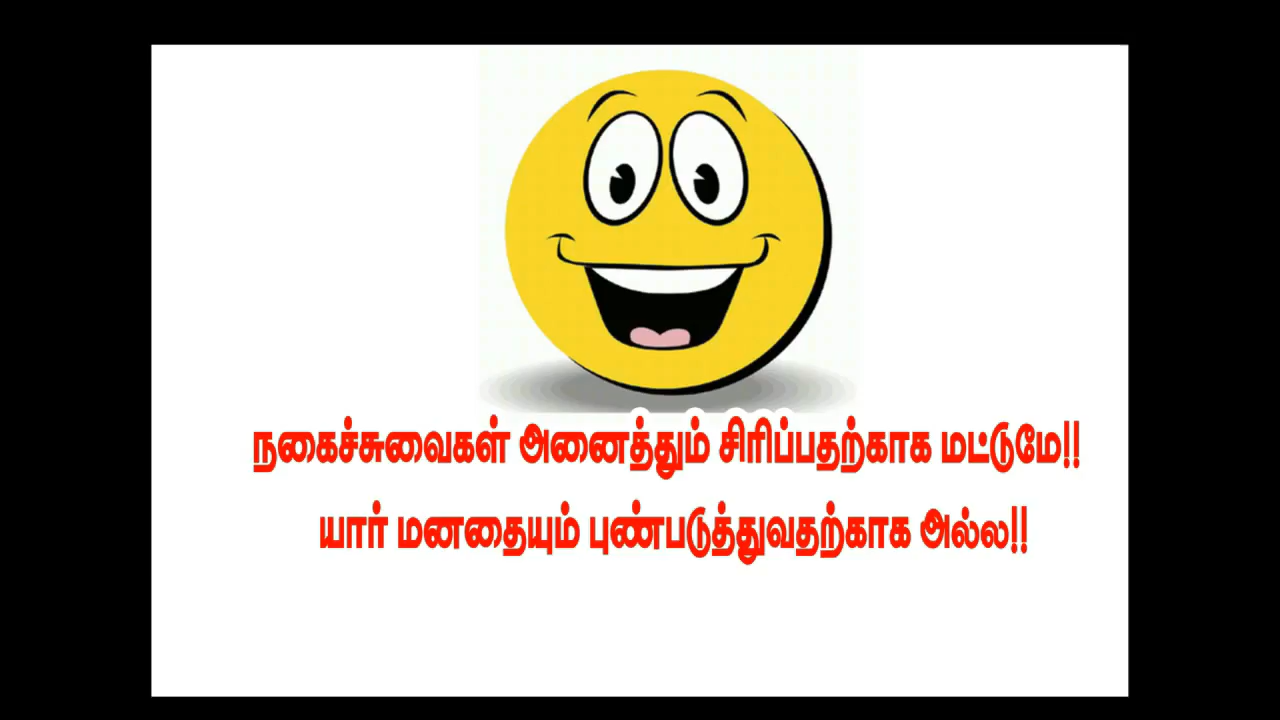 நகைச்சுவைகள் அனைத்தும் சிரிப்பதற்காக மட்டுமே!!
யார் மனதையும் புண்படுத்துவதற்காக அல்ல!!